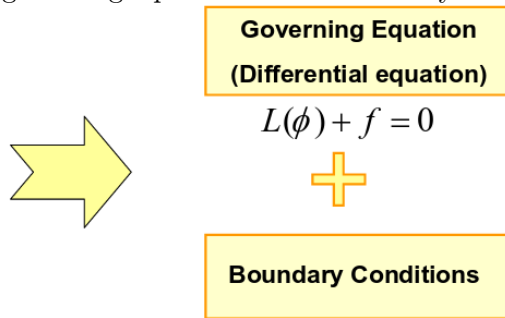 Governing Equation
(Differential equation)
L(ϕ) + f = 0
Boundary Conditions